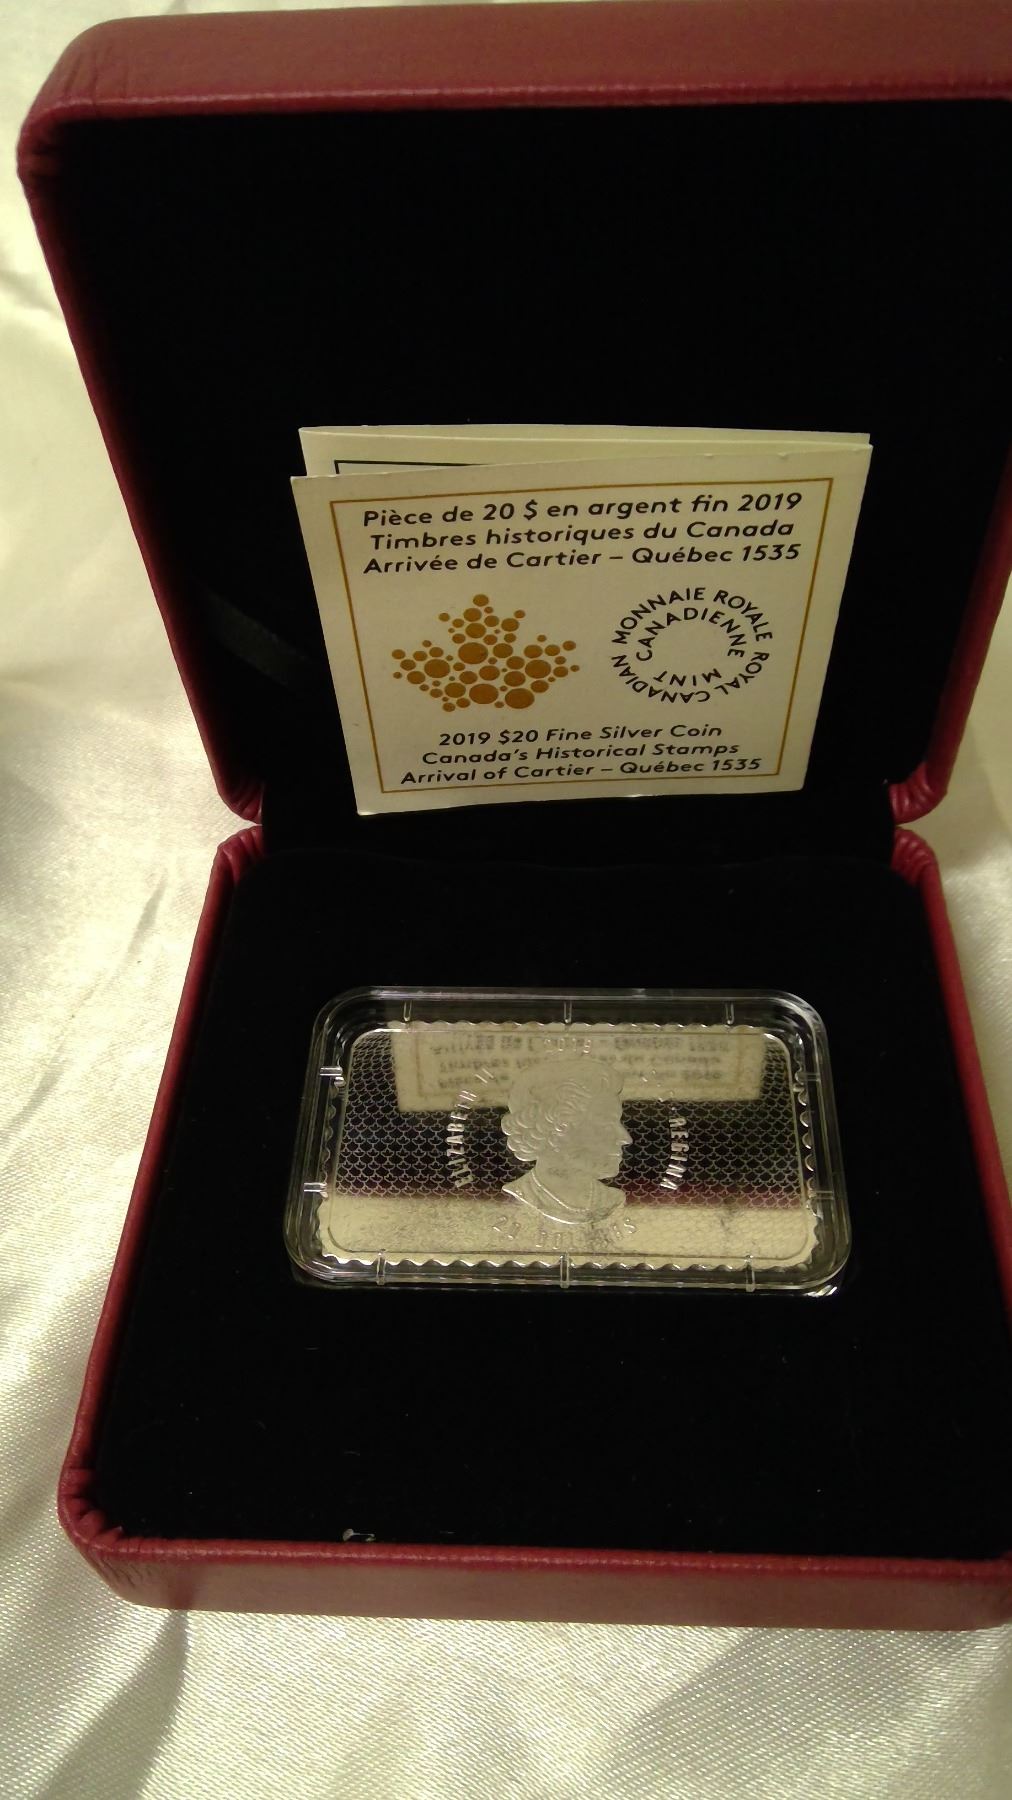 Pièce de 20 $ en argent fin 2019
Timbres historiques du Canada
Arrivée de Cartier – Québec 1535
MONNAIE ROYALE CANADIENNE
ROYAL CANADIAN MINT
2019 $20 Fine Silver Coin
Canada's Historical Stamps
Arrival of Cartier – Québec 1535
ELIZABETH II
REGINA
DOLLARS